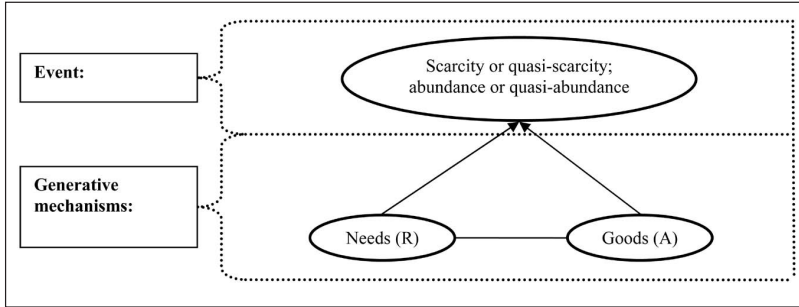 Event:
Scarcity or quasi-scarcity;
abundance or quasi-abundance
Generative
mechanisms:
Needs (R)
Goods (A)